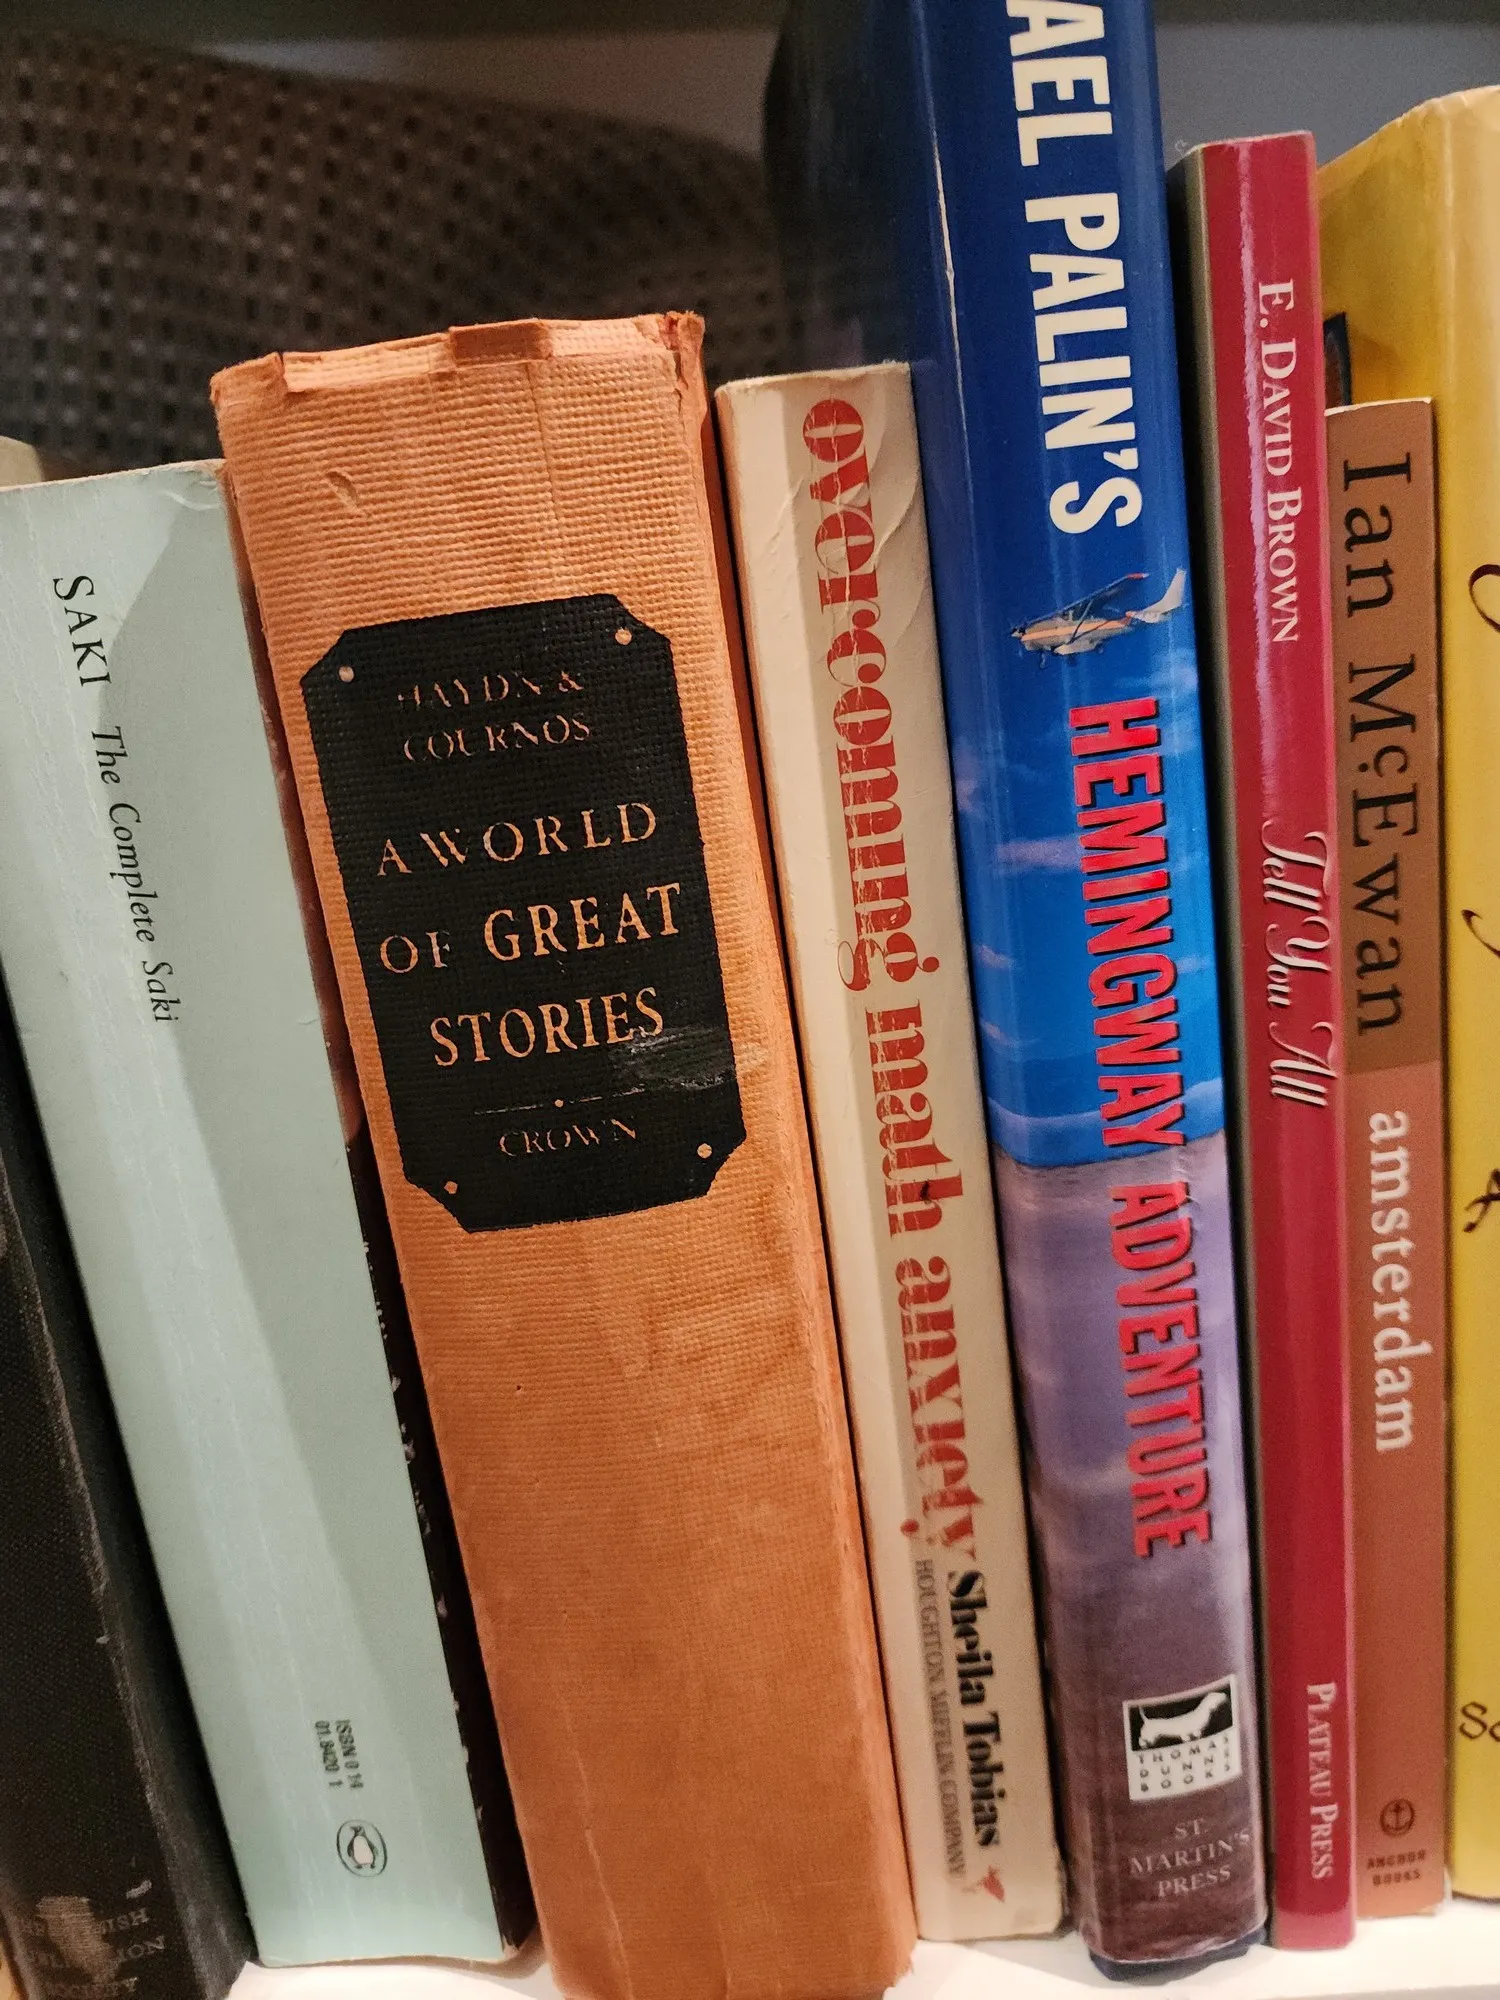 SAKI The Complete Saki
ISBN 0 14
01.8420 1
HAYDN &
COURNOS
A WORLD
OF GREAT
STORIES
CROWN
overcoming math anxiety Sheila Tobias
HOUGHTON MIFFLIN COMPANY
AEL PALIN'S HEMINGWAY ADVENTURE
THOMAS
DUNNE
BOOKS
ST.
MARTIN'S
PRESS
E. DAVID BROWN Tell You All PLATEAU PRESS
Ian McEwan amsterdam
ANCHOR
BOOKS
&